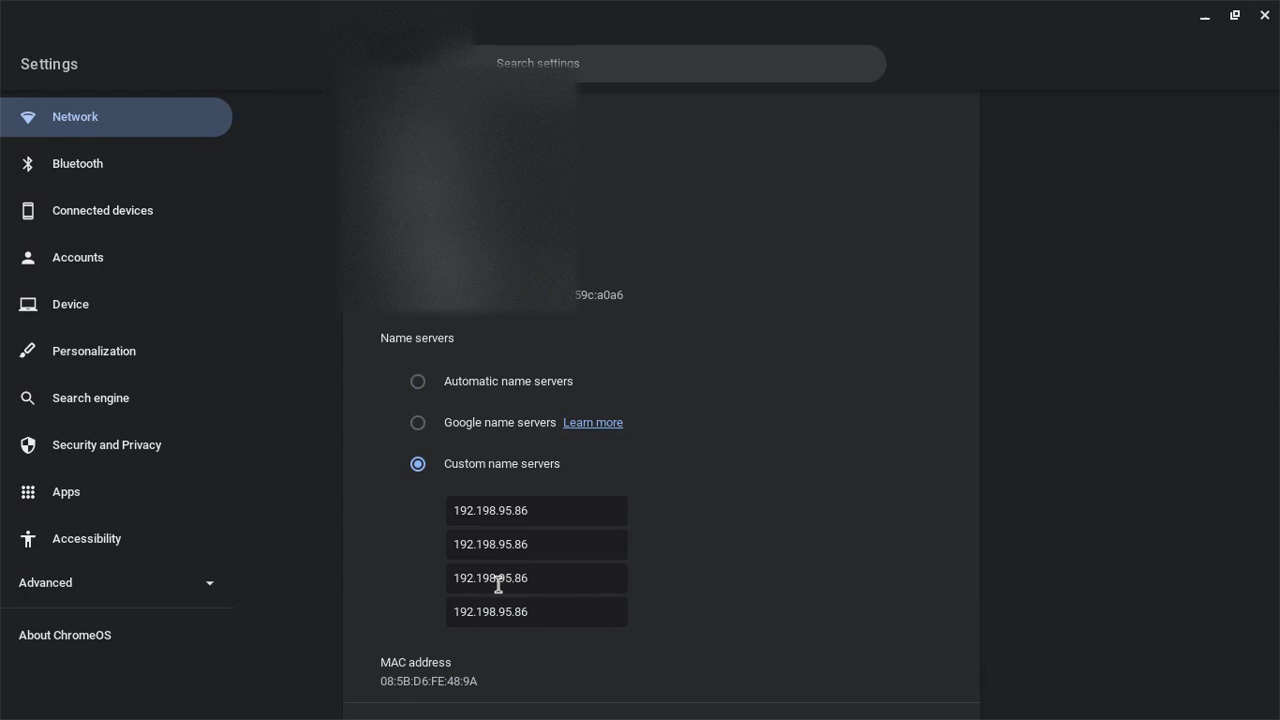 Settings
Search settings
Network
Bluetooth
Connected devices
Accounts
Device
Personalization
Search engine
Security and Privacy
Apps
Accessibility
Advanced
About ChromeOS
59c:a0a6
Name servers
Automatic name servers
Google name servers Learn more
Custom name servers
192.198.95.86
192.198.95.86
192.198.95.86
192.198.95.86
MAC address
08:5B:D6:FE:48:9A